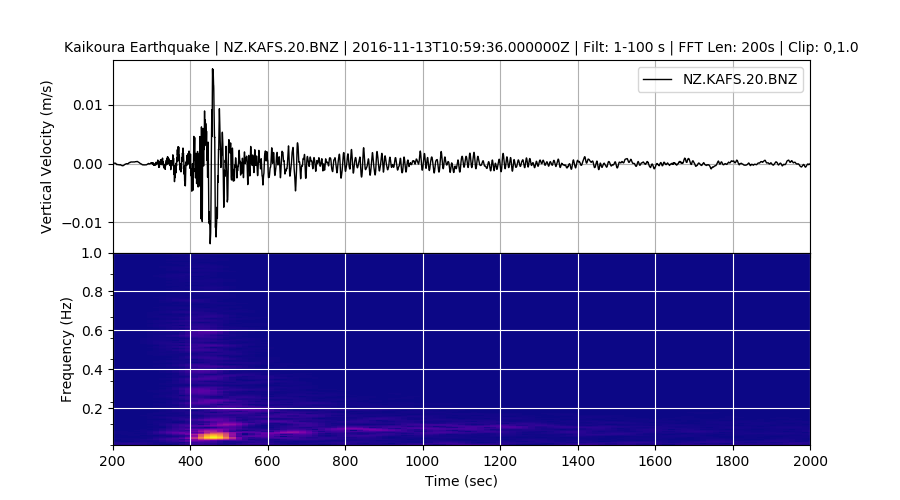 Kaikoura Earthquake | NZ.KAFS.20.BNZ | 2016-11-13T10:59:36.000000Z | Filt: 1-100 s | FFT Len: 200s | Clip: 0,1.0
NZ.KAFS.20.BNZ
Vertical Velocity (m/s)
0.01
0.00
−0.01
Frequency (Hz)
1.0
0.8
0.6
0.4
0.2
200 400 600 800 1000 1200 1400 1600 1800 2000
Time (sec)